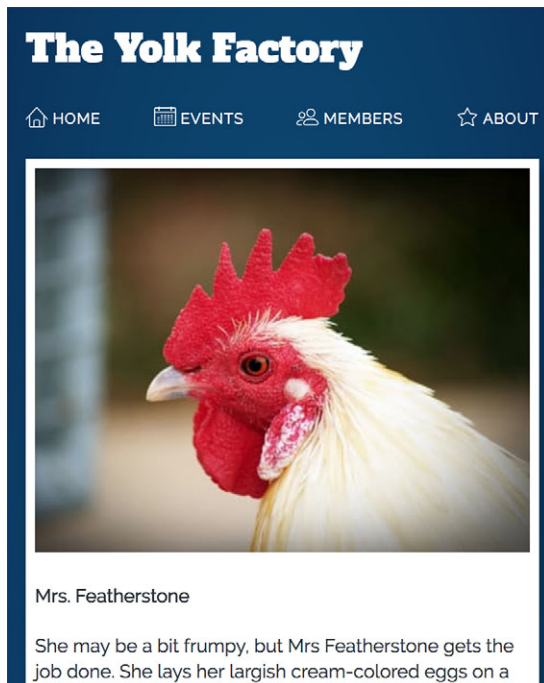 The Yolk Factory
HOME EVENTS MEMBERS ABOUT
Mrs. Featherstone
She may be a bit frumpy, but Mrs Featherstone gets the
job done. She lays her largish cream-colored eggs on a